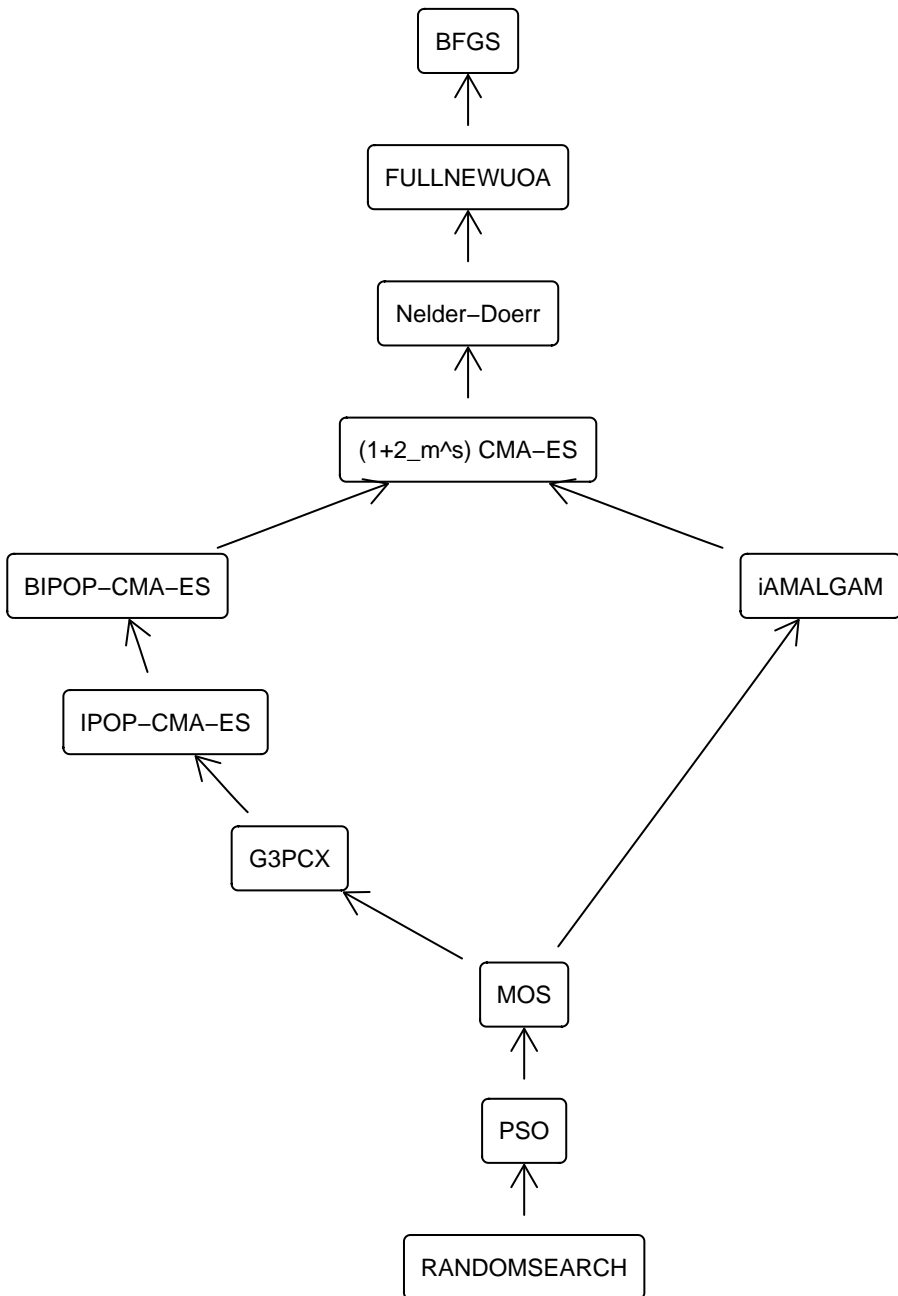 BFGS
FULLNEWUOA
Nelder−Doerr
(1+2_m^s) CMA−ES
BIPOP−CMA−ES
iAMALGAM
IPOP−CMA−ES
G3PCX
MOS
PSO
RANDOMSEARCH